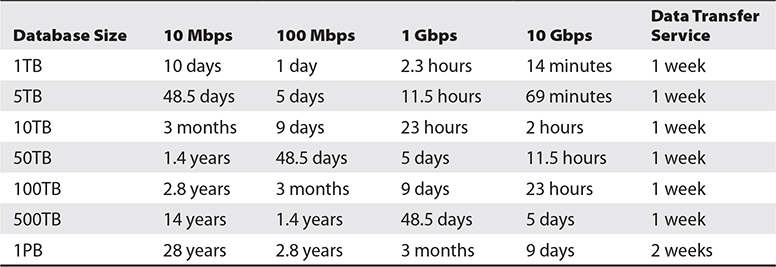 Database Size 10 Mbps 100 Mbps 1 Gbps 10 Gbps Data Transfer Service
1TB 10 days 1 day 2.3 hours 14 minutes 1 week
5TB 48.5 days 5 days 11.5 hours 69 minutes 1 week
10TB 3 months 9 days 23 hours 2 hours 1 week
50TB 1.4 years 48.5 days 5 days 11.5 hours 1 week
100TB 2.8 years 3 months 9 days 23 hours 1 week
500TB 14 years 1.4 years 48.5 days 5 days 1 week
1PB 28 years 2.8 years 3 months 9 days 2 weeks